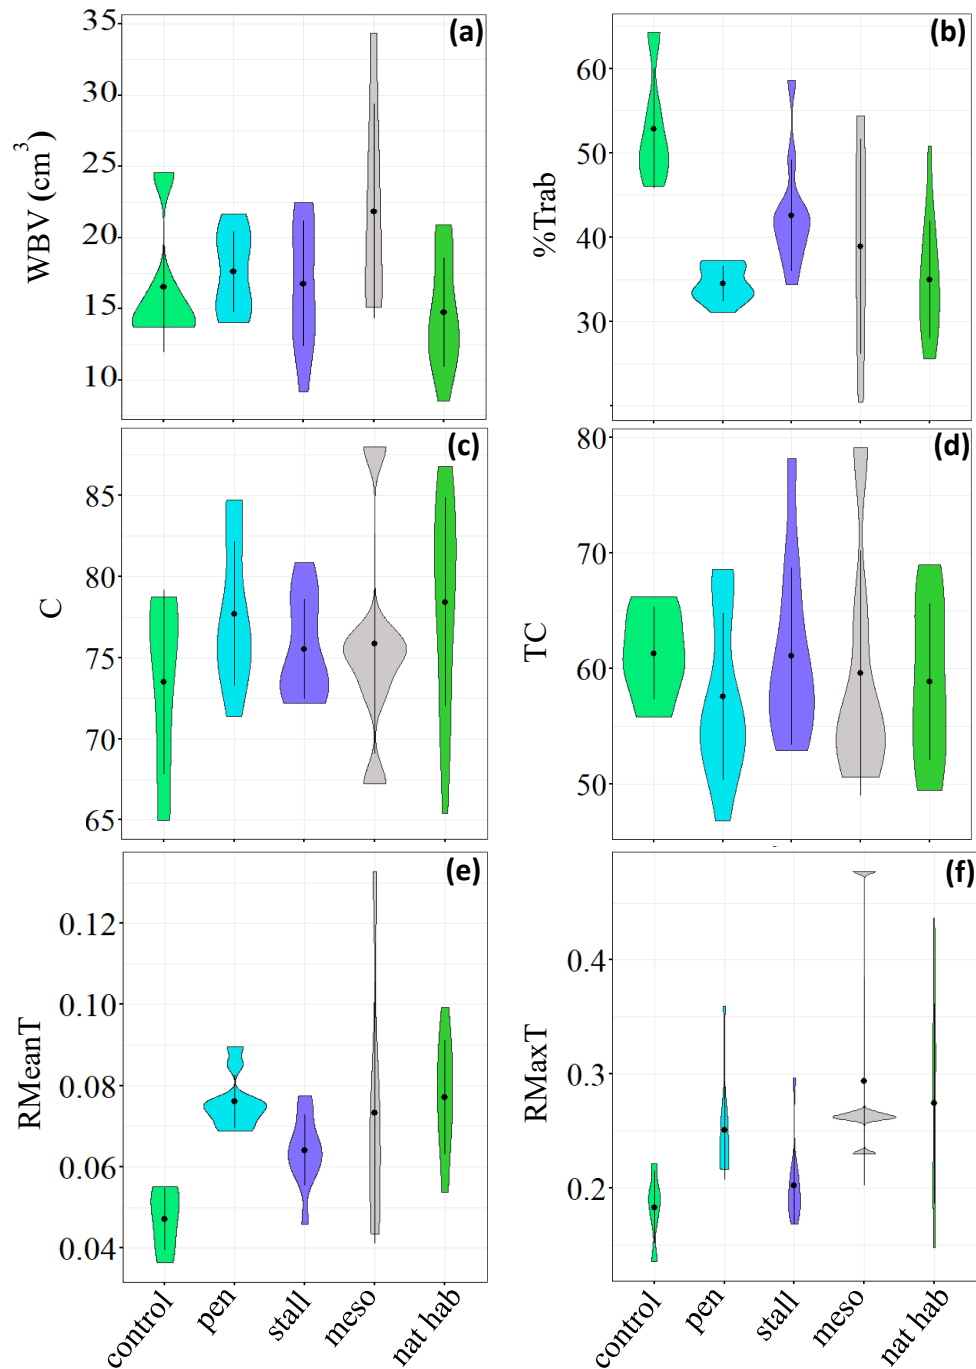 (a)
WBV (cm³)
35
30
25
20
15
10
(b)
%Trab
60
50
40
30
(c)
C
85
80
75
70
65
(d)
TC
80
70
60
50
(e)
RMeanT
0.12
0.10
0.08
0.06
0.04
control
pen
stall
meso
nat hab
(f)
RMaxT
0.4
0.3
0.2
control
pen
stall
meso
nat hab